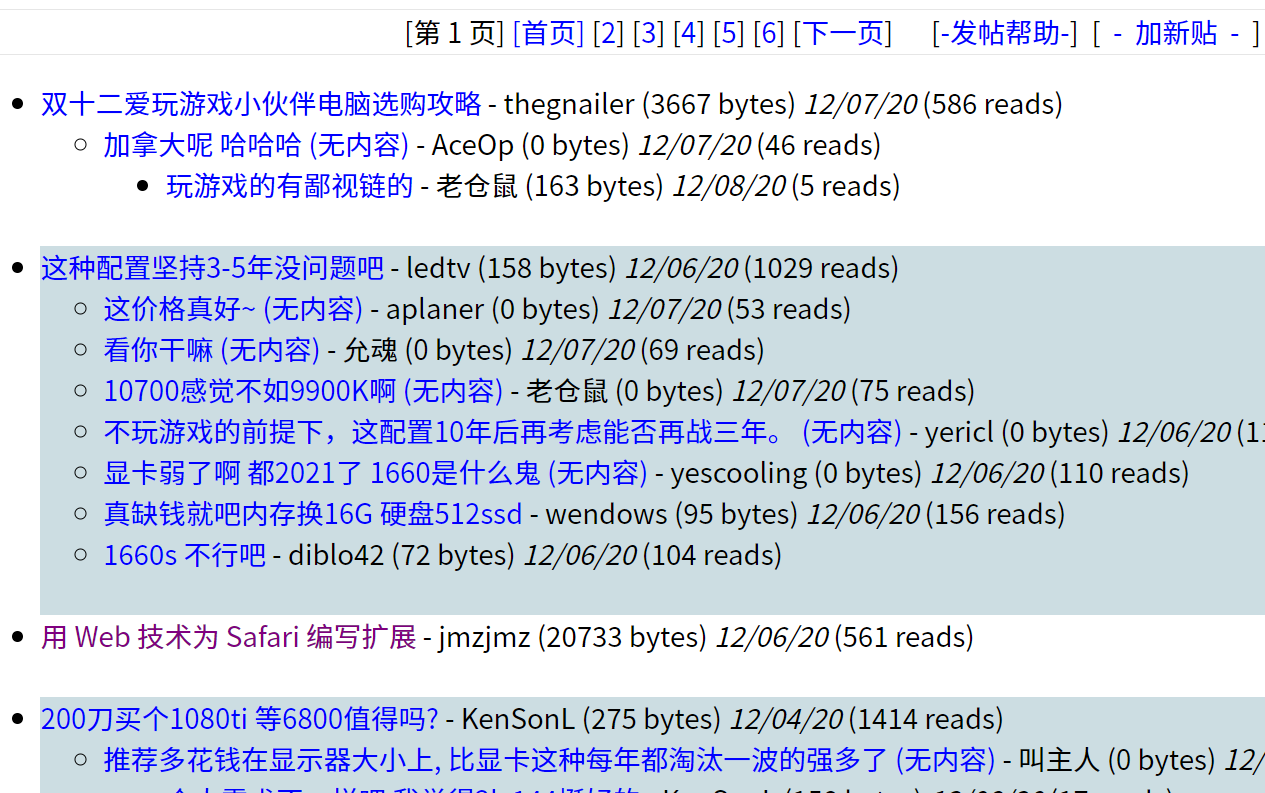 [第 1 页] [首页] [2] [3] [4] [5] [6] [下一页] [-发帖帮助-] [ - 加新贴 - ]
双十二爱玩游戏小伙伴电脑选购攻略 - thegnailer (3667 bytes) 12/07/20 (586 reads)
加拿大呢 哈哈哈 (无内容) - AceOp (0 bytes) 12/07/20 (46 reads)
玩游戏的有鄙视链的 - 老仓鼠 (163 bytes) 12/08/20 (5 reads)
这种配置坚持3-5年没问题吧 - ledtv (158 bytes) 12/06/20 (1029 reads)
这价格真好~ (无内容) - aplaner (0 bytes) 12/07/20 (53 reads)
看你干嘛 (无内容) - 允魂 (0 bytes) 12/07/20 (69 reads)
10700感觉不如9900K啊 (无内容) - 老仓鼠 (0 bytes) 12/07/20 (75 reads)
不玩游戏的前提下，这配置10年后再考虑能否再战三年。 (无内容) - yericl (0 bytes) 12/06/20
显卡弱了啊 都2021了 1660是什么鬼 (无内容) - yescooling (0 bytes) 12/06/20 (110 reads)
真缺钱就吧内存换16G 硬盘512ssd - wendows (95 bytes) 12/06/20 (156 reads)
1660s 不行吧 - diblo42 (72 bytes) 12/06/20 (104 reads)
用 Web 技术为 Safari 编写扩展 - jmzjmz (20733 bytes) 12/06/20 (561 reads)
200刀买个1080ti 等6800值得吗? - KenSonL (275 bytes) 12/04/20 (1414 reads)
推荐多花钱在显示器大小上, 比显卡这种每年都淘汰一波的强多了 (无内容) - 叫主人 (0 bytes) 12/